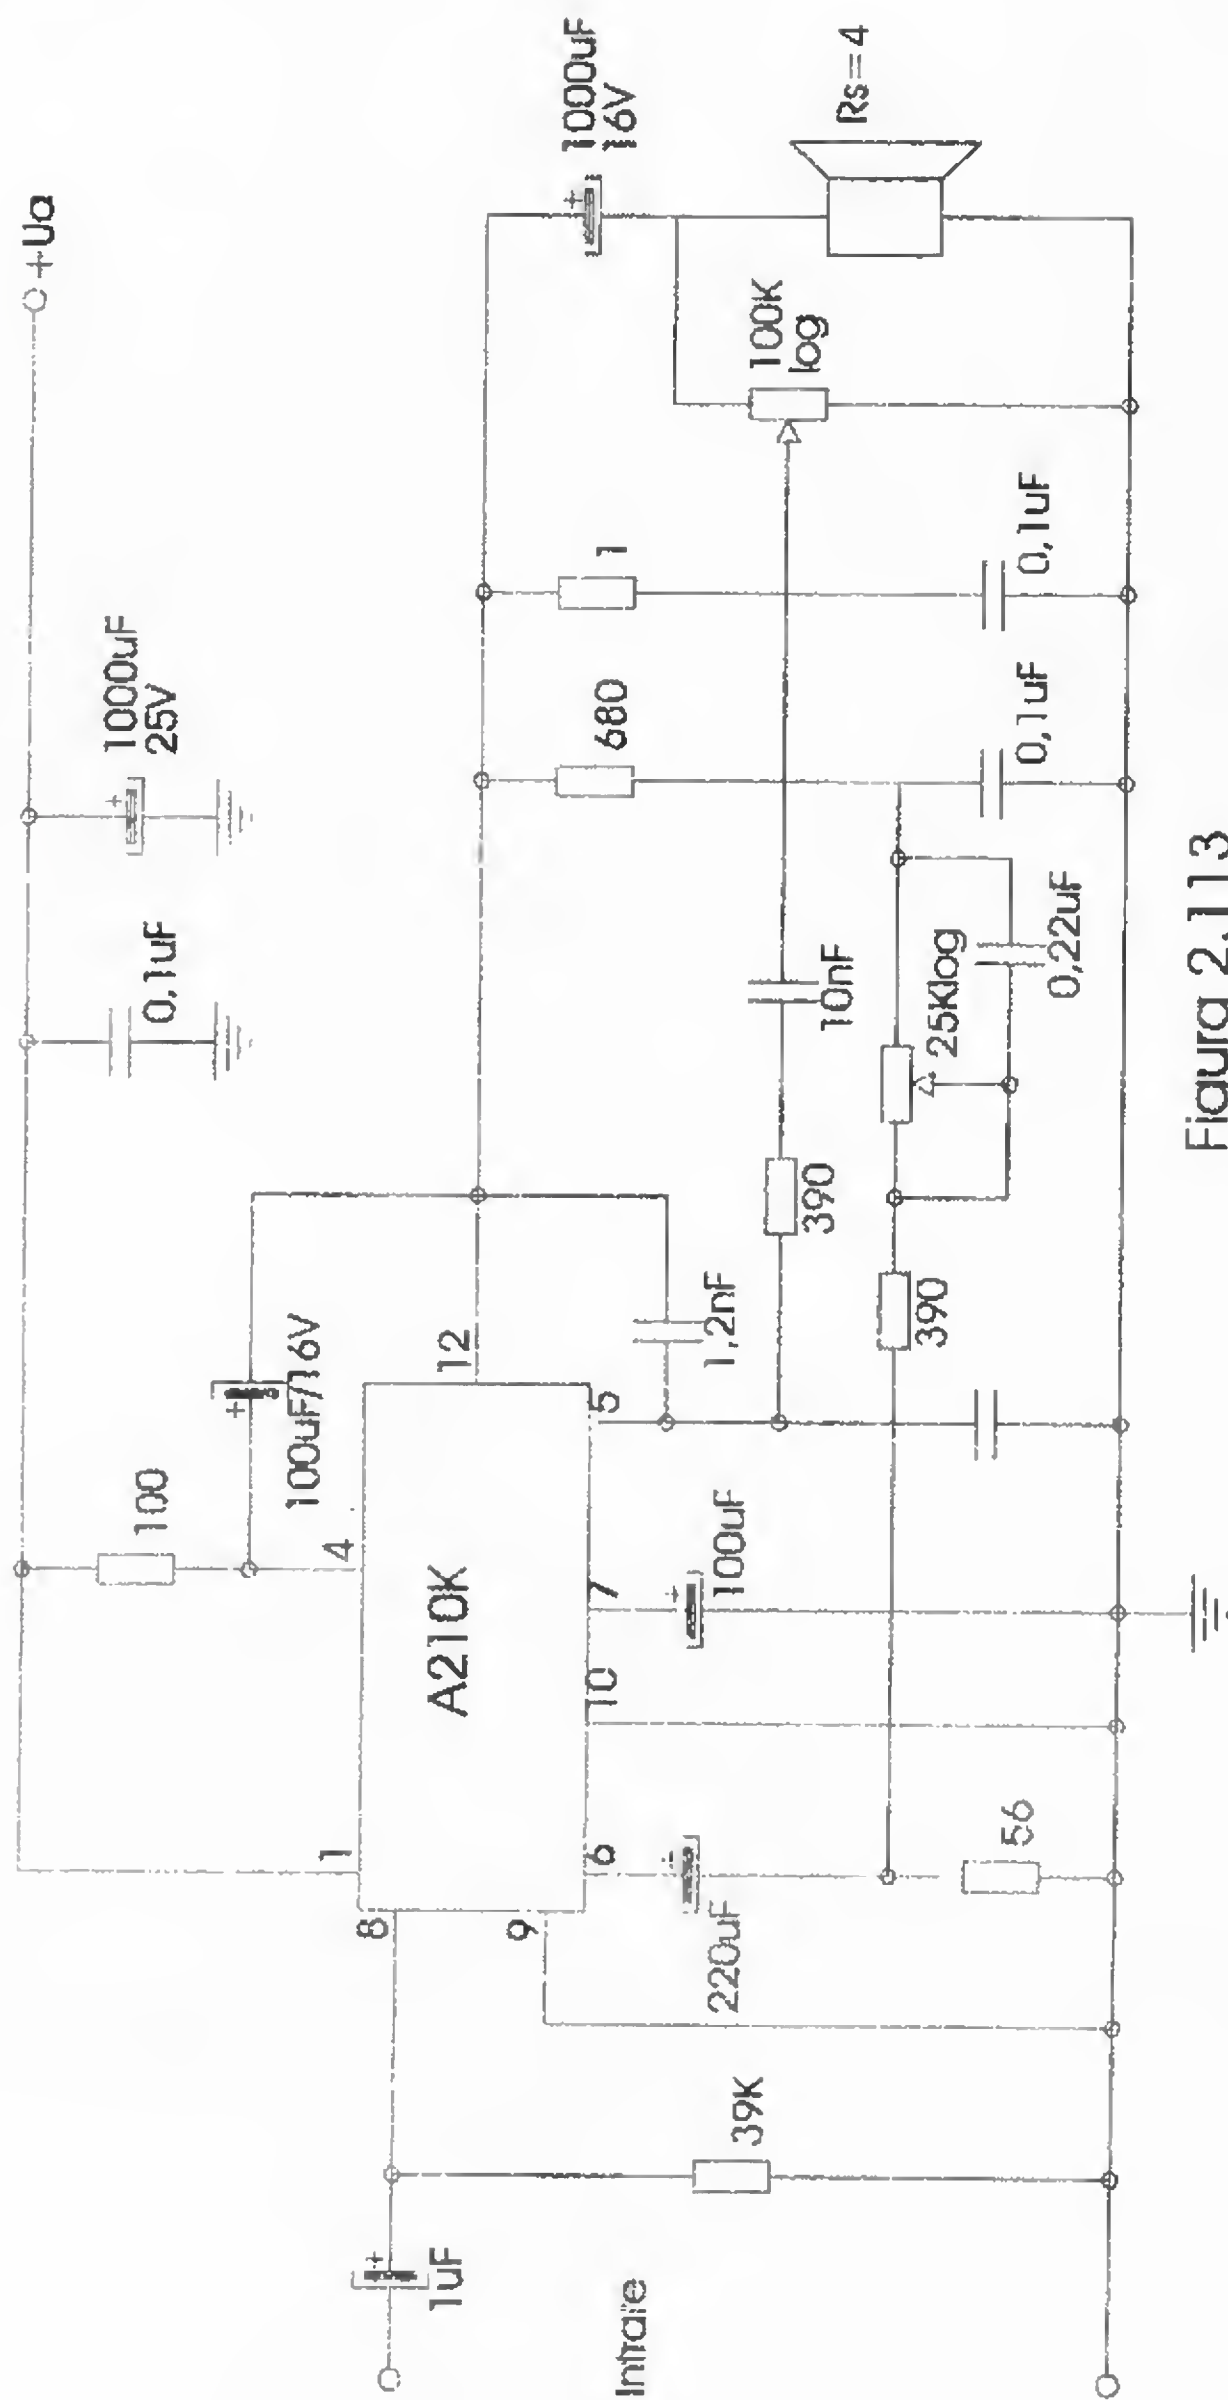 +Ua
1000uF
25V
0,1uF
100
100uF/16V
1000uF
16V
Rs=4
100K
log
1
680
0,1uF
0,1uF
10nF
390
25Klog
0,22uF
390
1,2nF
12
5
4
A210K
7
100uF
10
1
6
8
9
220uF
56
39K
1uF
Intraie
Figura 2.113